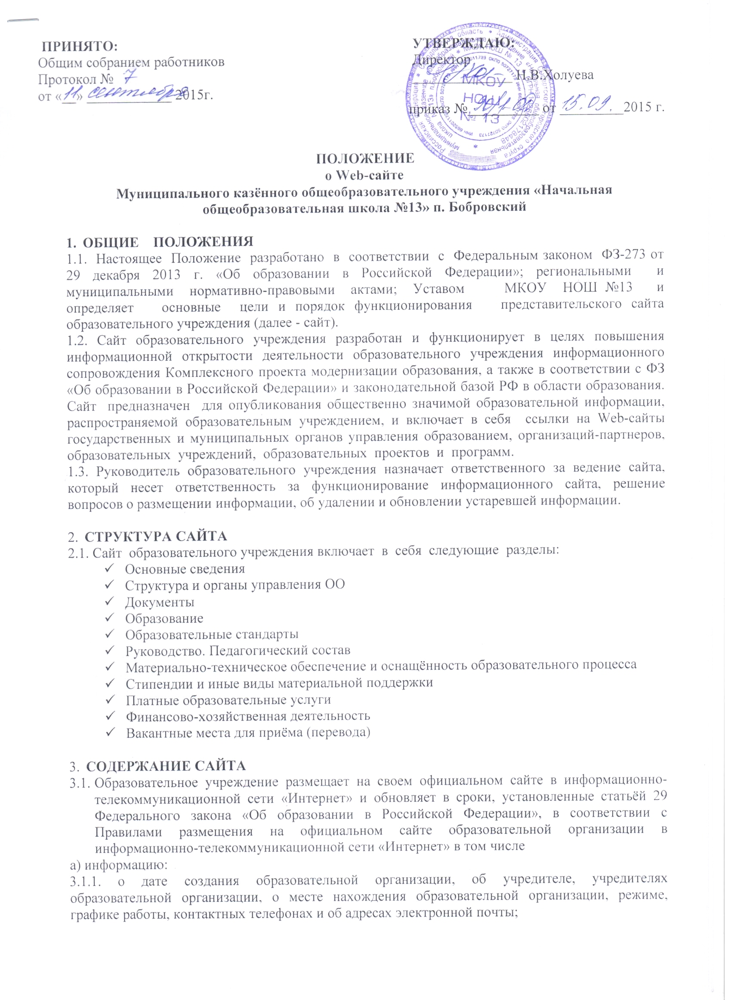 ПРИНЯТО:
Общим собранием работников
Протокол № 7
от «11» сентября 2015г.
УТВЕРЖДАЮ:
Директор
Н.В.Холуева
приказ № от 15.09. 2015 г.
МКОУ
НОШ
№ 13
ПОЛОЖЕНИЕ
о Web-сайте
Муниципального казённого общеобразовательного учреждения «Начальная
общеобразовательная школа №13» п. Бобровский
1. ОБЩИЕ ПОЛОЖЕНИЯ
1.1. Настоящее Положение разработано в соответствии с Федеральным законом ФЗ-273 от
29 декабря 2013 г. «Об образовании в Российской Федерации»; региональными и
муниципальными нормативно-правовыми актами; Уставом МКОУ НОШ №13 и
определяет основные цели и порядок функционирования представительского сайта
образовательного учреждения (далее - сайт).
1.2. Сайт образовательного учреждения разработан и функционирует в целях повышения
информационной открытости деятельности образовательного учреждения информационного
сопровождения Комплексного проекта модернизации образования, а также в соответствии с ФЗ
«Об образовании в Российской Федерации» и законодательной базой РФ в области образования.
Сайт предназначен для опубликования общественно значимой образовательной информации,
распространяемой образовательным учреждением, и включает в себя ссылки на Web-сайты
государственных и муниципальных органов управления образованием, организаций-партнеров,
образовательных учреждений, образовательных проектов и программ.
1.3. Руководитель образовательного учреждения назначает ответственного за ведение сайта,
который несет ответственность за функционирование информационного сайта, решение
вопросов о размещении информации, об удалении и обновлении устаревшей информации.
2. СТРУКТУРА САЙТА
2.1. Сайт образовательного учреждения включает в себя следующие разделы:
✓ Основные сведения
✓ Структура и органы управления ОО
✓ Документы
✓ Образование
✓ Образовательные стандарты
✓ Руководство. Педагогический состав
✓ Материально-техническое обеспечение и оснащённость образовательного процесса
✓ Стипендии и иные виды материальной поддержки
✓ Платные образовательные услуги
✓ Финансово-хозяйственная деятельность
✓ Вакантные места для приёма (перевода)
3. СОДЕРЖАНИЕ САЙТА
3.1. Образовательное учреждение размещает на своем официальном сайте в информационно-
телекоммуникационной сети «Интернет» и обновляет в сроки, установленные статьёй 29
Федерального закона «Об образовании в Российской Федерации», в соответствии с
Правилами размещения на официальном сайте образовательной организации в
информационно-телекоммуникационной сети «Интернет» в том числе
а) информацию:
3.1.1. о дате создания образовательной организации, об учредителе, учредителях
образовательной организации, о месте нахождения образовательной организации, режиме,
графике работы, контактных телефонах и об адресах электронной почты;